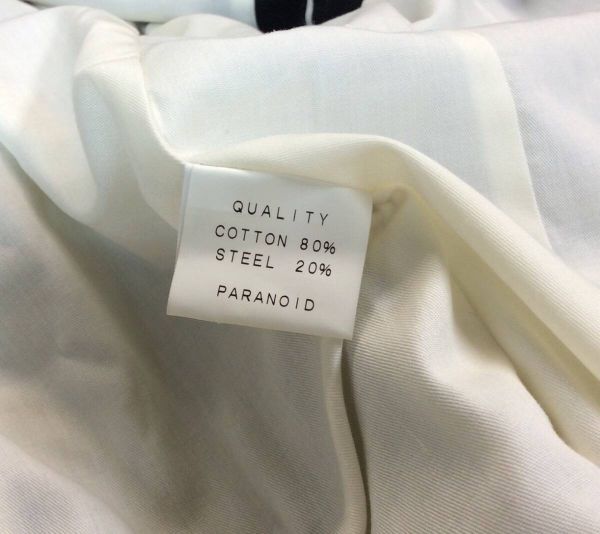 QUALITY
COTTON 80%
STEEL 20%
PARANOID